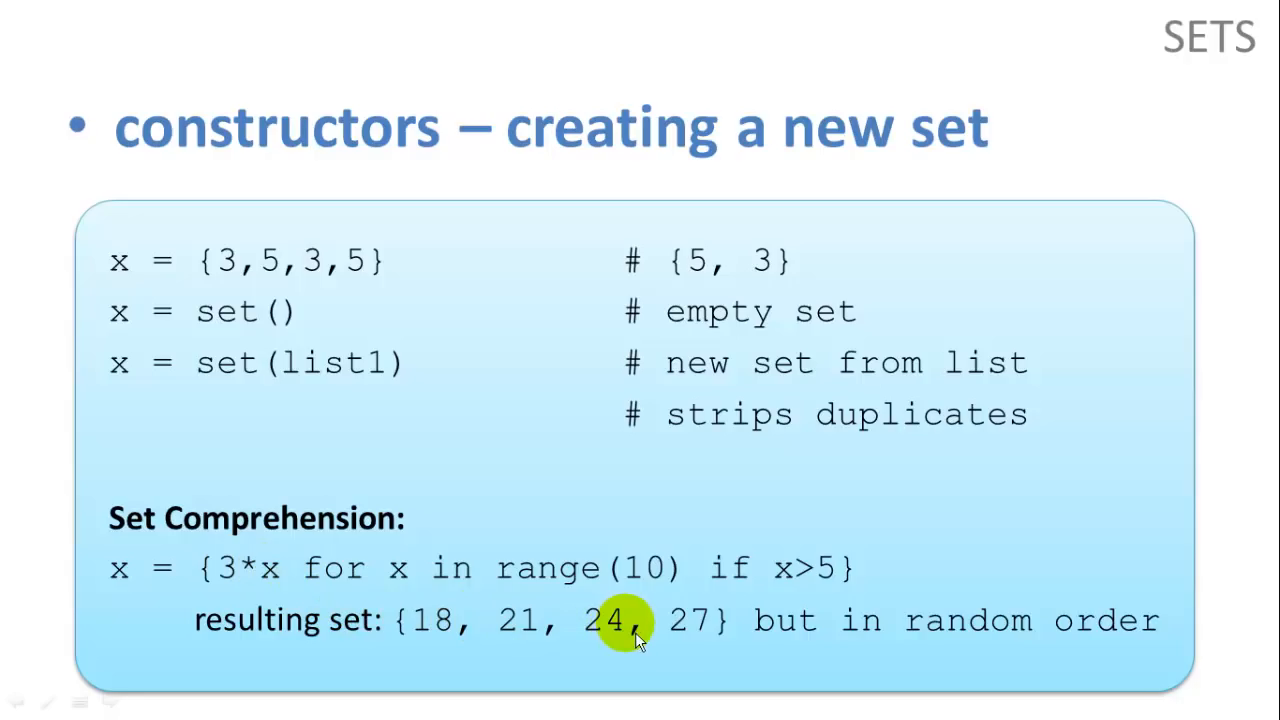 SETS
• constructors – creating a new set
x = {3,5,3,5} # {5, 3}
x = set() # empty set
x = set(list1) # new set from list
# strips duplicates
Set Comprehension:
x = {3*x for x in range(10) if x>5}
resulting set: {18, 21, 24, 27} but in random order